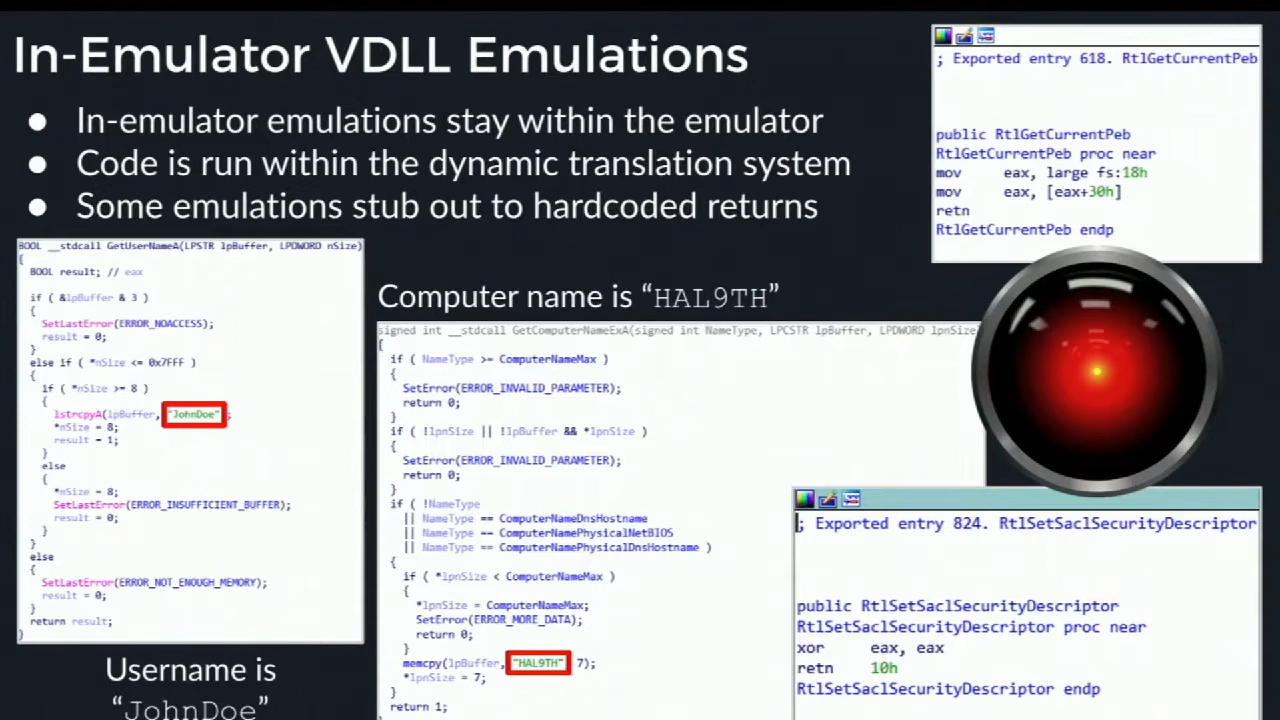 In-Emulator VDLL Emulations
● In-emulator emulations stay within the emulator
● Code is run within the dynamic translation system
● Some emulations stub out to hardcoded returns
; Exported entry 618. RtlGetCurrentPeb
public RtlGetCurrentPeb
RtlGetCurrentPeb proc near
mov eax, large fs:18h
mov eax, [eax+30h]
retn
RtlGetCurrentPeb endp
BOOL __stdcall GetUserNameA(LPSTR lpBuffer, LPDWORD nSize)
{
BOOL result; // eax
if ( &lpBuffer & 3 )
{
SetLastError(ERROR_NOACCESS);
result = 0;
}
else if ( *nSize <= 0x7FFF )
{
if ( *nSize >= 8 )
{
lstrcpyA(lpBuffer, "JohnDoe");
*nSize = 8;
result = 1;
}
else
{
*nSize = 8;
SetLastError(ERROR_INSUFFICIENT_BUFFER);
result = 0;
}
}
else
{
SetLastError(ERROR_NOT_ENOUGH_MEMORY);
result = 0;
}
return result;
}
Username is
“JohnDoe”
Computer name is “HAL9TH”
signed int __stdcall GetComputerNameExA(signed int NameType, LPCSTR lpBuffer, LPDWORD lpnSize)
{
if ( NameType >= ComputerNameMax )
{
SetError(ERROR_INVALID_PARAMETER);
return 0;
}
if ( !lpnSize || !lpBuffer && *lpnSize )
{
SetError(ERROR_INVALID_PARAMETER);
return 0;
}
if ( !NameType
|| NameType == ComputerNameDnsHostname
|| NameType == ComputerNamePhysicalNetBIOS
|| NameType == ComputerNamePhysicalDnsHostname )
{
if ( *lpnSize < ComputerNameMax )
{
*lpnSize = ComputerNameMax;
SetError(ERROR_MORE_DATA);
return 0;
}
memcpy(lpBuffer, "HAL9TH", 7);
*lpnSize = 7;
}
return 1;
; Exported entry 824. RtlSetSaclSecurityDescriptor
public RtlSetSaclSecurityDescriptor
RtlSetSaclSecurityDescriptor proc near
xor eax, eax
retn 10h
RtlSetSaclSecurityDescriptor endp